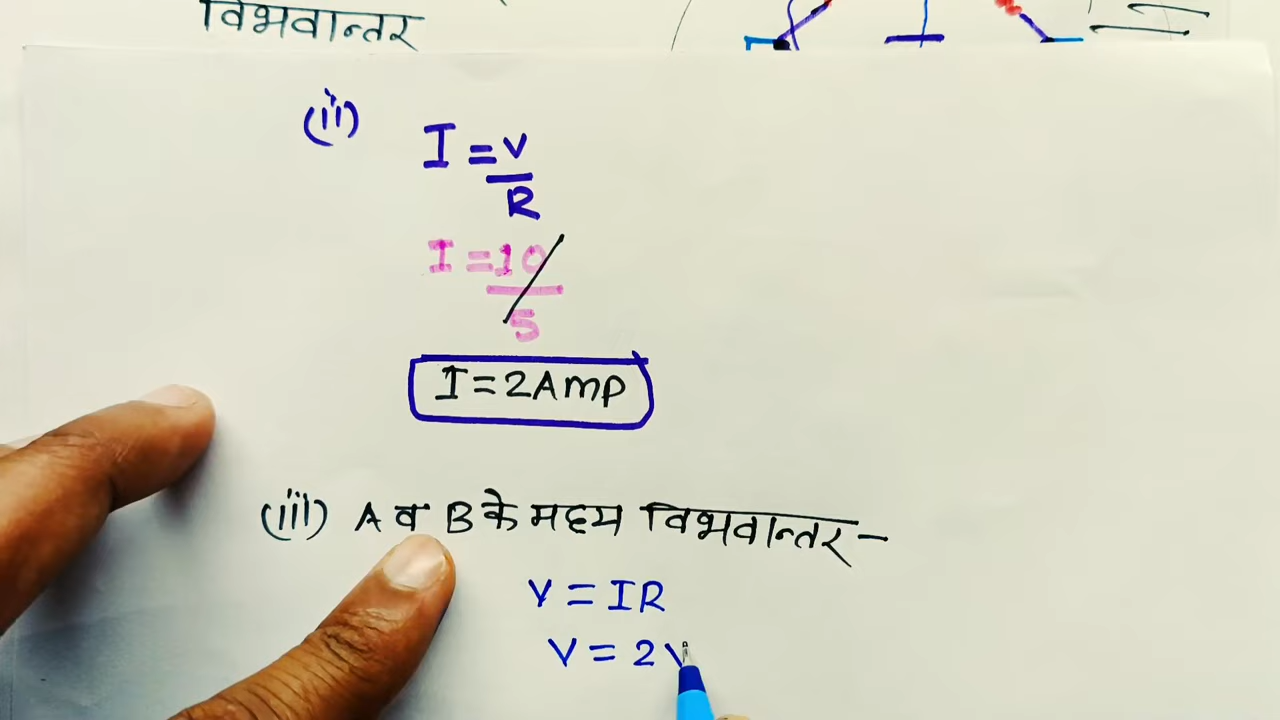 विभवान्तर
(ii)
I = V
R
I = 10
5
I = 2 Amp
(iii) A व B के मध्य विभवान्तर -
V = IR
V = 2